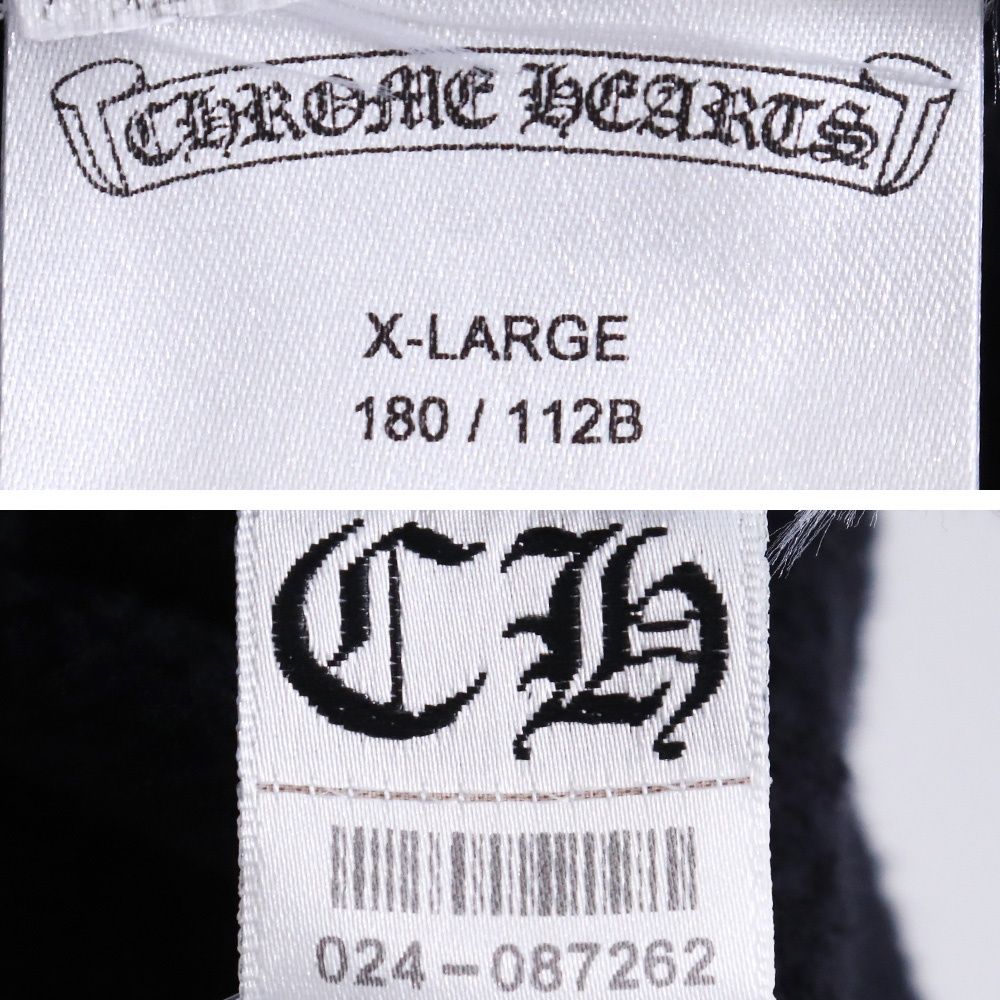 CHROME HEARTS
X-LARGE
180 / 112B
CH
024-087262